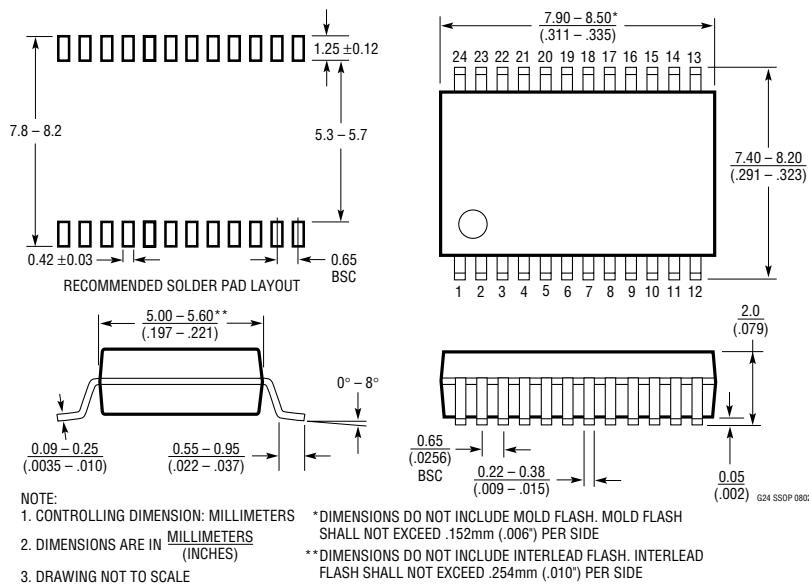 1.25 ±0.12
7.8 – 8.2
5.3 – 5.7
0.42 ±0.03
0.65
BSC
RECOMMENDED SOLDER PAD LAYOUT
7.90 – 8.50*
(.311 – .335)
24 23 22 21 20 19 18 17 16 15 14 13
7.40 – 8.20
(.291 – .323)
1 2 3 4 5 6 7 8 9 10 11 12
5.00 – 5.60**
(.197 – .221)
0° – 8°
0.09 – 0.25
(.0035 – .010)
0.55 – 0.95
(.022 – .037)
2.0
(.079)
0.65
(.0256)
BSC
0.22 – 0.38
(.009 – .015)
0.05
(.002)
G24 SSOP 0802
NOTE:
1. CONTROLLING DIMENSION: MILLIMETERS
2. DIMENSIONS ARE IN MILLIMETERS
(INCHES)
3. DRAWING NOT TO SCALE
*DIMENSIONS DO NOT INCLUDE MOLD FLASH. MOLD FLASH
SHALL NOT EXCEED .152mm (.006") PER SIDE
**DIMENSIONS DO NOT INCLUDE INTERLEAD FLASH. INTERLEAD
FLASH SHALL NOT EXCEED .254mm (.010") PER SIDE